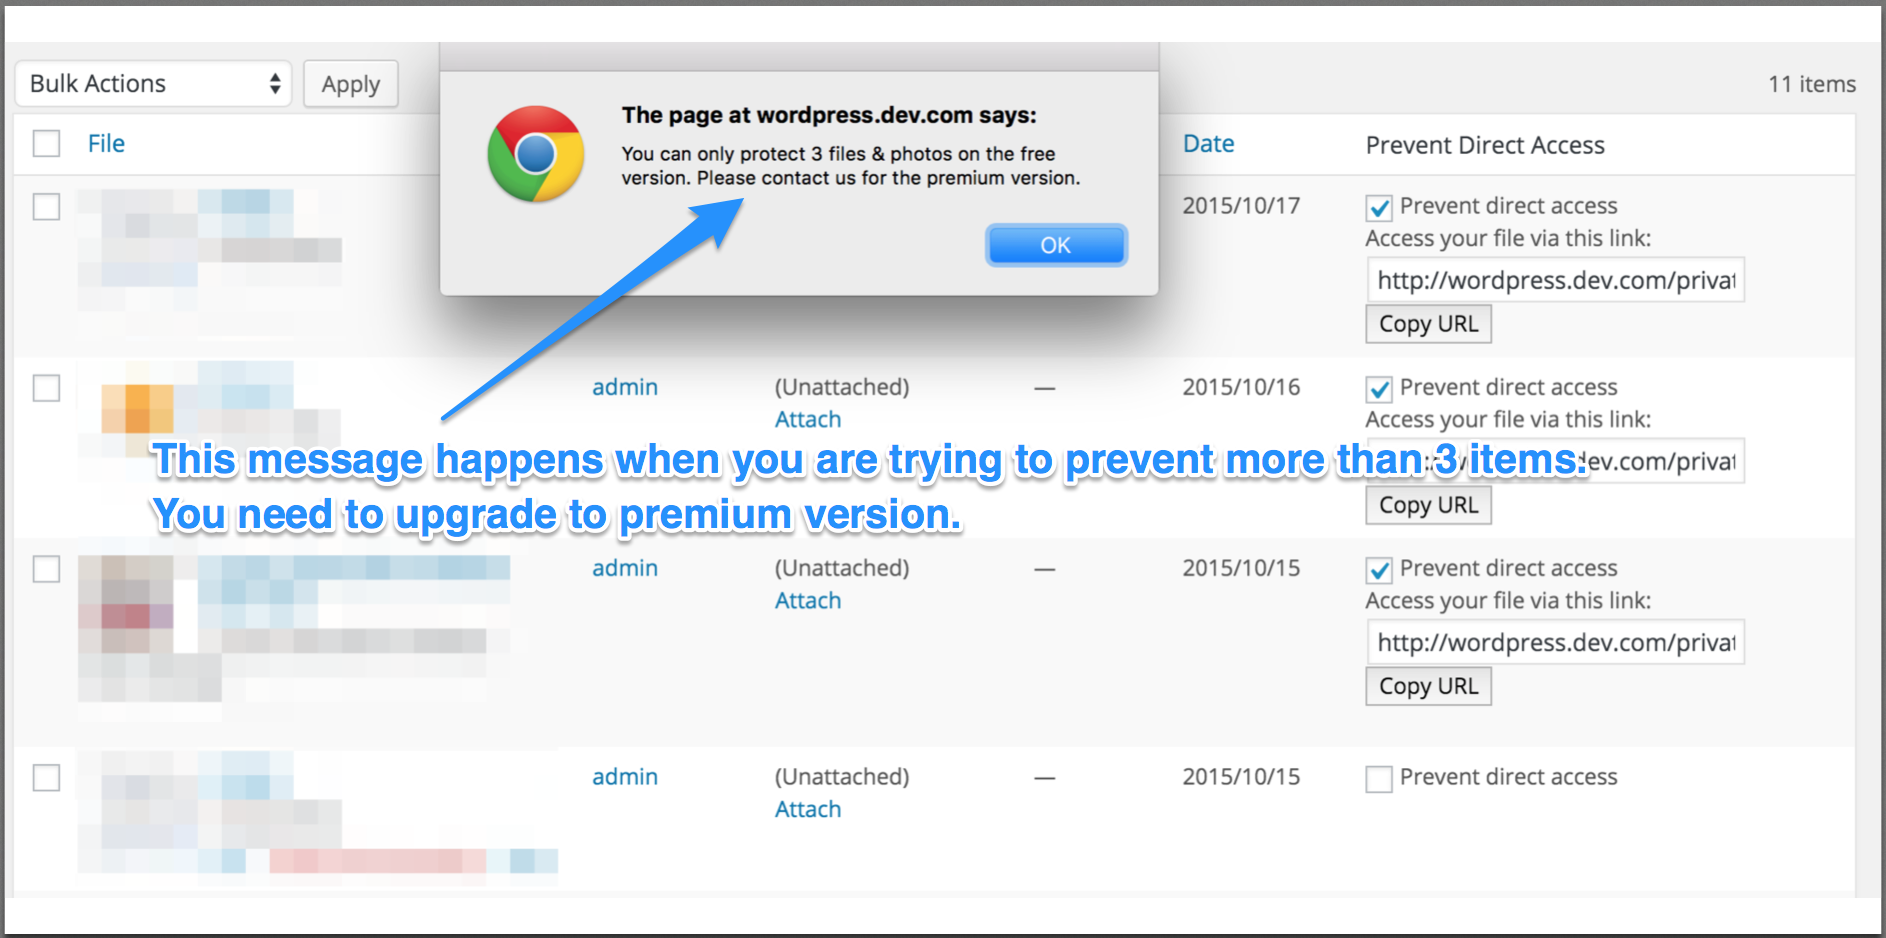 Bulk Actions
Apply
11 items
The page at wordpress.dev.com says:
You can only protect 3 files & photos on the free
version. Please contact us for the premium version.
OK
File
Date
Prevent Direct Access
2015/10/17
Prevent direct access
Access your file via this link:
http://wordpress.dev.com/privat
Copy URL
admin
(Unattached)
Attach
—
2015/10/16
Prevent direct access
Access your file via this link:
ev.com/privat
Copy URL
This message happens when you are trying to prevent more than 3 items.
You need to upgrade to premium version.
admin
(Unattached)
Attach
—
2015/10/15
Prevent direct access
Access your file via this link:
http://wordpress.dev.com/privat
Copy URL
admin
(Unattached)
Attach
—
2015/10/15
Prevent direct access